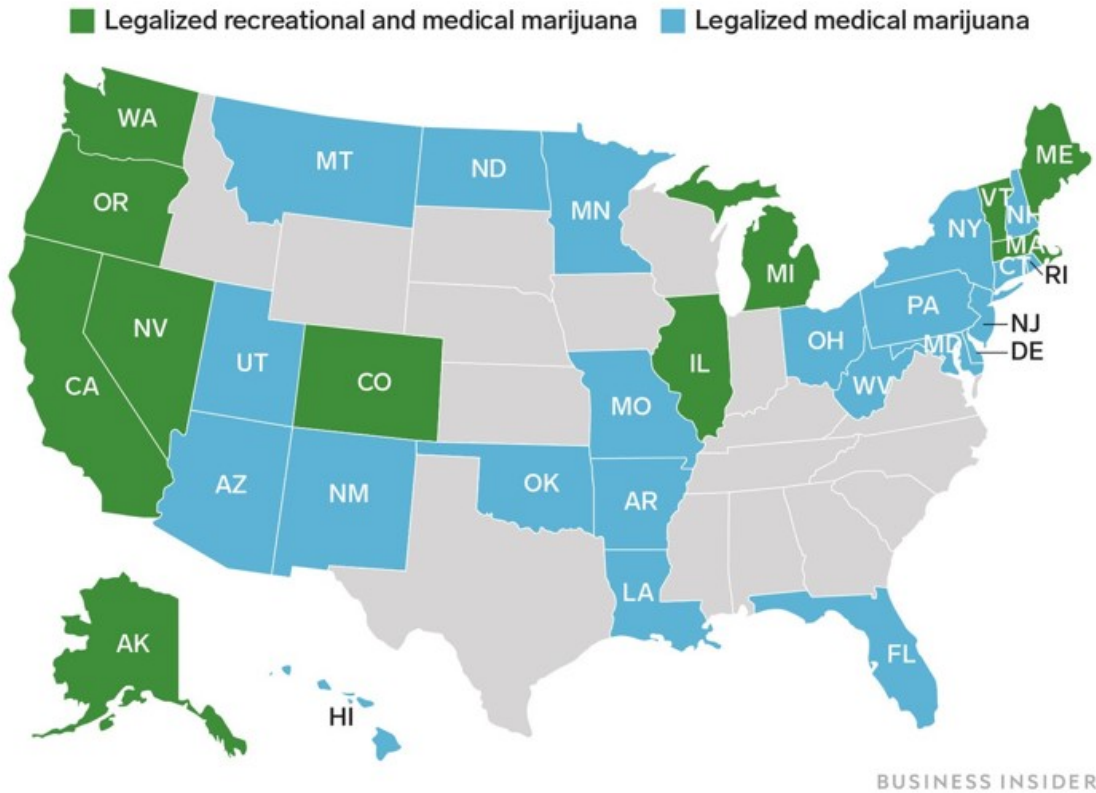 Legalized recreational and medical marijuana Legalized medical marijuana
WA
MT
ND
ME
OR
MN
VT
NH
NY
MA
MI
CT
RI
PA
NV
NJ
OH
MD
DE
UT
IL
CA
CO
WV
MO
AZ
NM
OK
AR
LA
AK
FL
HI
BUSINESS INSIDER